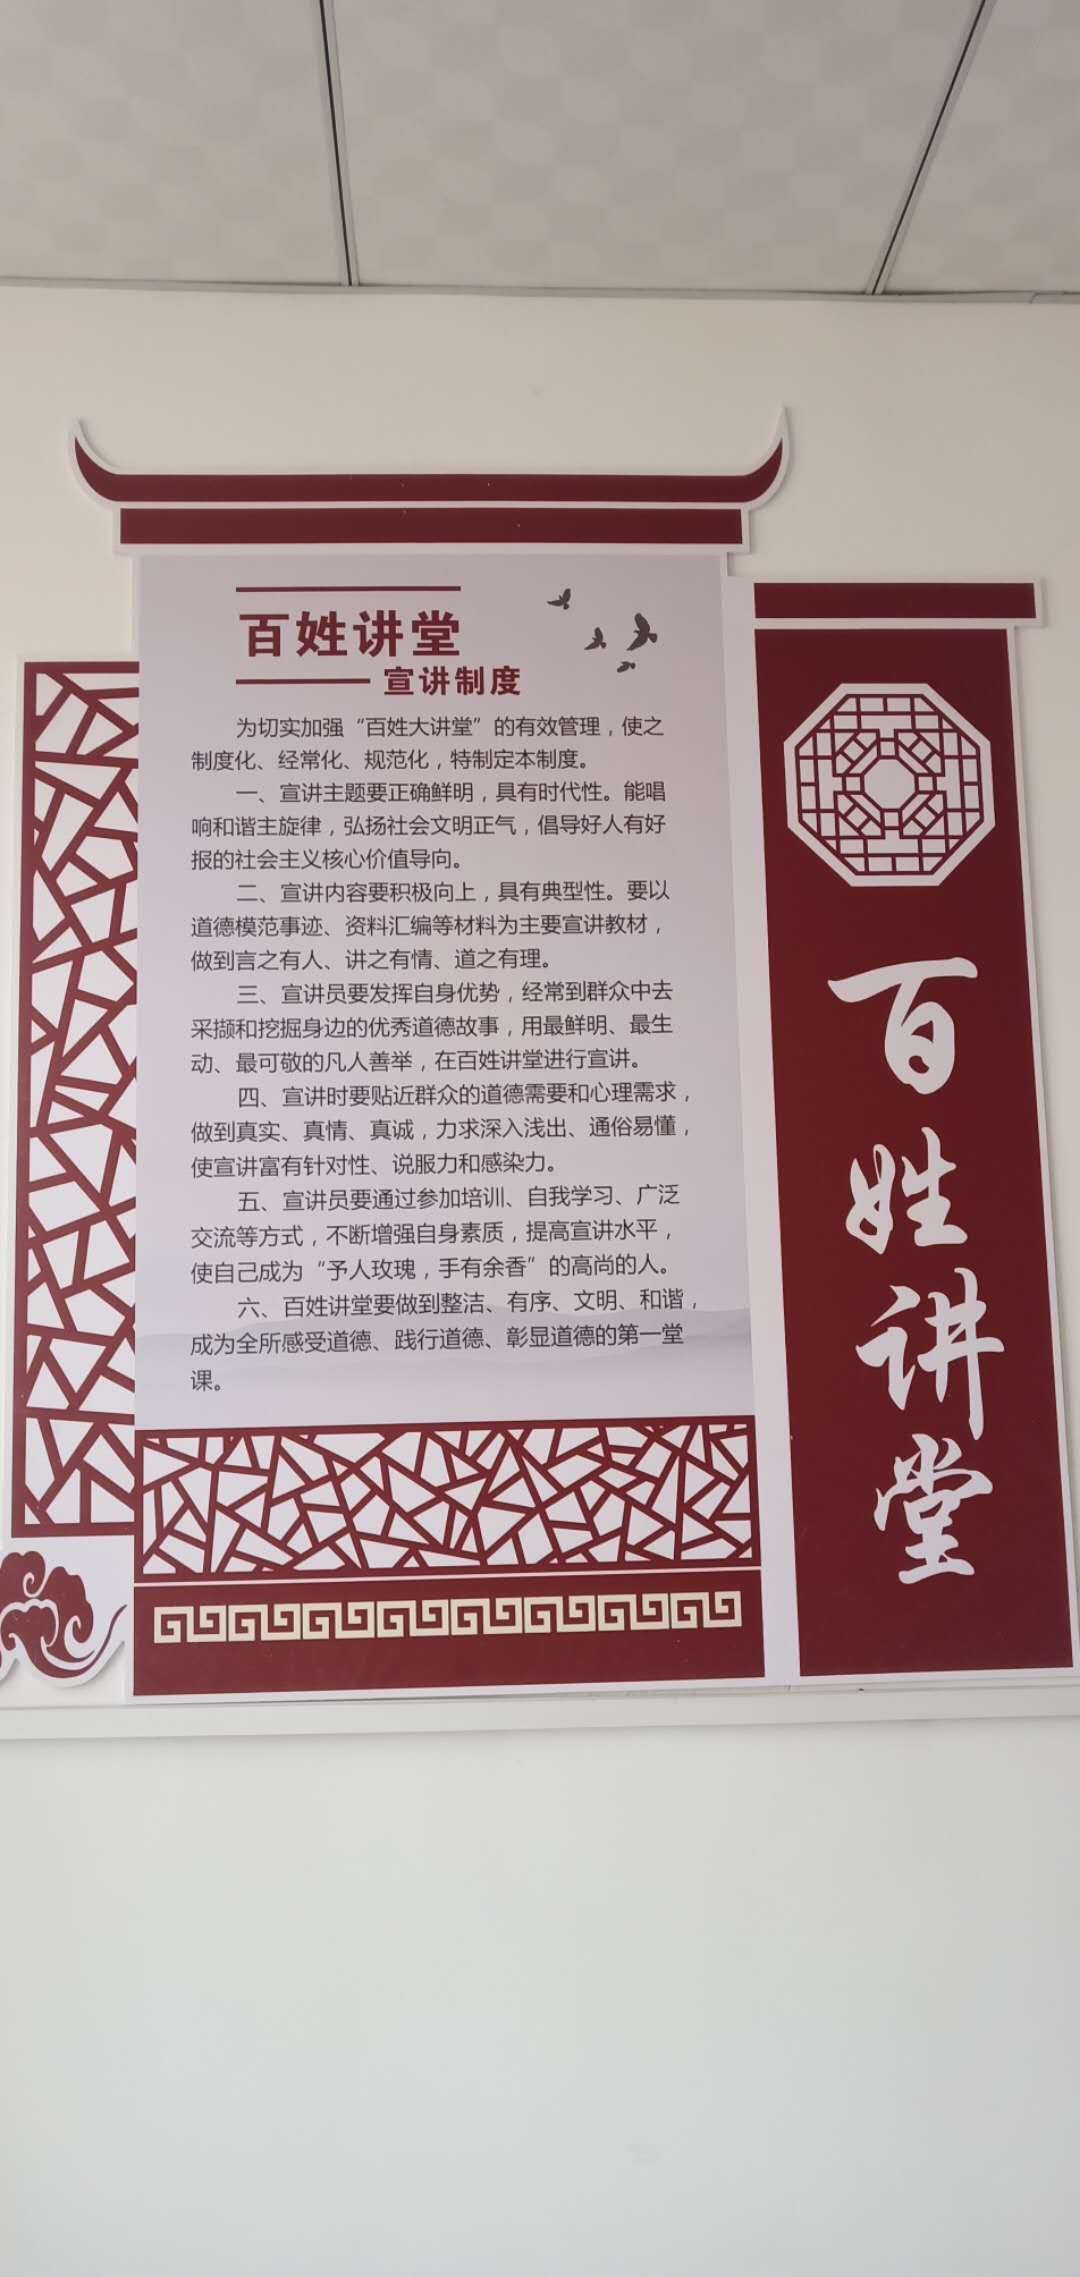 百姓讲堂
宣讲制度
为切实加强“百姓大讲堂”的有效管理，使之
制度化、经常化、规范化，特制定本制度。
一、宣讲主题要正确鲜明，具有时代性。能唱
响和谐主旋律，弘扬社会文明正气，倡导好人有好
报的社会主义核心价值导向。
二、宣讲内容要积极向上，具有典型性。要以
道德模范事迹、资料汇编等材料为主要宣讲教材，
做到言之有人、讲之有情、道之有理。
三、宣讲员要发挥自身优势，经常到群众中去
采撷和挖掘身边的优秀道德故事，用最鲜明、最生
动、最可敬的凡人善举，在百姓讲堂进行宣讲。
四、宣讲时要贴近群众的道德需要和心理需求，
做到真实、真情、真诚，力求深入浅出、通俗易懂，
使宣讲富有针对性、说服力和感染力。
五、宣讲员要通过参加培训、自我学习、广泛
交流等方式，不断增强自身素质，提高宣讲水平，
使自己成为“予人玫瑰，手有余香”的高尚的人。
六、百姓讲堂要做到整洁、有序、文明、和谐，
成为全所感受道德、践行道德、彰显道德的第一堂
课。
百姓讲堂